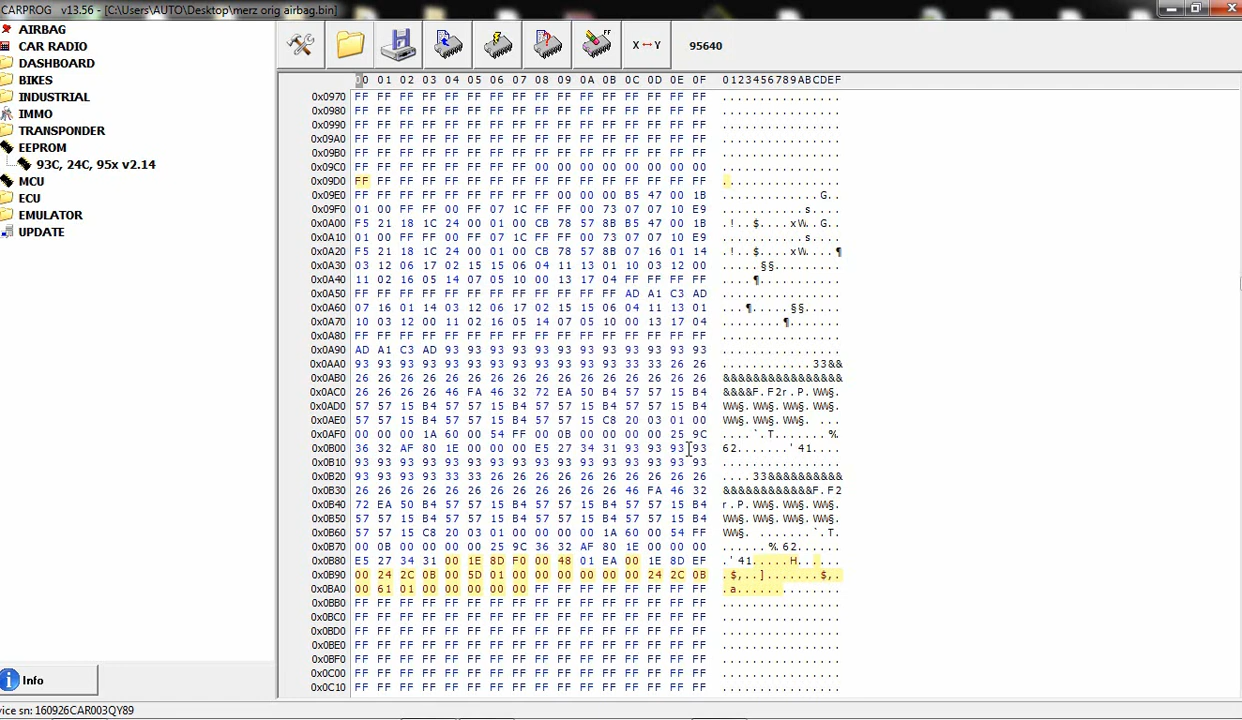 CARPROG v13.56 - [C:\Users\AUTO\Desktop\merz orig airbag.bin]
AIRBAG
CAR RADIO
DASHBOARD
BIKES
INDUSTRIAL
IMMO
TRANSPONDER
EEPROM
93C, 24C, 95x v2.14
MCU
ECU
EMULATOR
UPDATE
X↔Y 95640
0 01 02 03 04 05 06 07 08 09 0A 0B 0C 0D 0E 0F 0123456789ABCDEF
0x0970 FF FF FF FF FF FF FF FF FF FF FF FF FF FF FF FF ................
0x0980 FF FF FF FF FF FF FF FF FF FF FF FF FF FF FF FF ................
0x0990 FF FF FF FF FF FF FF FF FF FF FF FF FF FF FF FF ................
0x09A0 FF FF FF FF FF FF FF FF FF FF FF FF FF FF FF FF ................
0x09B0 FF FF FF FF FF FF FF FF FF FF FF FF FF FF FF FF ................
0x09C0 FF FF FF FF FF FF FF FF 00 00 00 00 00 00 00 00 ................
0x09D0 FF FF FF FF FF FF FF FF FF FF FF FF FF FF FF FF ................
0x09E0 FF FF FF FF FF FF FF FF FF 00 00 00 B5 47 00 1B .............G..
0x09F0 01 00 FF FF 00 FF 07 1C FF FF 00 73 07 07 10 E9 ...........s....
0x0A00 F5 21 18 1C 24 00 01 00 CB 78 57 8B B5 47 00 1B .!..$....xW..G..
0x0A10 01 00 FF FF 00 FF 07 1C FF FF 00 73 07 07 10 E9 ...........s....
0x0A20 F5 21 18 1C 24 00 01 00 CB 78 57 8B 07 16 01 14 .!..$....xW....¶
0x0A30 03 12 06 17 02 15 15 06 04 11 13 01 10 03 12 00 .....§§.........
0x0A40 11 02 16 05 14 07 05 10 00 13 17 04 FF FF FF FF ....¶...........
0x0A50 FF FF FF FF FF FF FF FF FF FF FF FF AD A1 C3 AD ................
0x0A60 07 16 01 14 03 12 06 17 02 15 15 06 04 11 13 01 ...¶.....§§.....
0x0A70 10 03 12 00 11 02 16 05 14 07 05 10 00 13 17 04 ........¶.......
0x0A80 FF FF FF FF FF FF FF FF FF FF FF FF FF FF FF FF ................
0x0A90 AD A1 C3 AD 93 93 93 93 93 93 93 93 93 93 93 93 ................
0x0AA0 93 93 93 93 93 93 93 93 93 93 93 93 33 33 26 26 ............33&&
0x0AB0 26 26 26 26 26 26 26 26 26 26 26 26 26 26 26 26 &&&&&&&&&&&&&&&&
0x0AC0 26 26 26 26 46 FA 46 32 72 EA 50 B4 57 57 15 B4 &&&&F.F2r.P.WW§.
0x0AD0 57 57 15 B4 57 57 15 B4 57 57 15 B4 57 57 15 B4 WW§.WW§.WW§.WW§.
0x0AE0 57 57 15 B4 57 57 15 B4 57 57 15 C8 20 03 01 00 WW§.WW§.WW§. ...
0x0AF0 00 00 00 1A 60 00 54 FF 00 0B 00 00 00 00 25 9C ....`.T.......%.
0x0B00 36 32 AF 80 1E 00 00 00 E5 27 34 31 93 93 93 93 62.......'41....
0x0B10 93 93 93 93 93 93 93 93 93 93 93 93 93 93 93 93 ................
0x0B20 93 93 93 93 33 33 26 26 26 26 26 26 26 26 26 26 ....33&&&&&&&&&&
0x0B30 26 26 26 26 26 26 26 26 26 26 26 26 46 FA 46 32 &&&&&&&&&&&&F.F2
0x0B40 72 EA 50 B4 57 57 15 B4 57 57 15 B4 57 57 15 B4 r.P.WW§.WW§.WW§.
0x0B50 57 57 15 B4 57 57 15 B4 57 57 15 B4 57 57 15 B4 WW§.WW§.WW§.WW§.
0x0B60 57 57 15 C8 20 03 01 00 00 00 00 1A 60 00 54 FF WW§. .......`.T.
0x0B70 00 0B 00 00 00 00 25 9C 36 32 AF 80 1E 00 00 00 ......%.62......
0x0B80 E5 27 34 31 00 1E 8D F0 00 48 01 EA 00 1E 8D EF .'41.....H......
0x0B90 00 24 2C 0B 00 5D 01 00 00 00 00 00 00 24 2C 0B .$,..].......$,.
0x0BA0 00 61 01 00 00 00 00 00 FF FF FF FF FF FF FF FF .a..............
0x0BB0 FF FF FF FF FF FF FF FF FF FF FF FF FF FF FF FF ................
0x0BC0 FF FF FF FF FF FF FF FF FF FF FF FF FF FF FF FF ................
0x0BD0 FF FF FF FF FF FF FF FF FF FF FF FF FF FF FF FF ................
0x0BE0 FF FF FF FF FF FF FF FF FF FF FF FF FF FF FF FF ................
0x0BF0 FF FF FF FF FF FF FF FF FF FF FF FF FF FF FF FF ................
0x0C00 FF FF FF FF FF FF FF FF FF FF FF FF FF FF FF FF ................
0x0C10 FF FF FF FF FF FF FF FF FF FF FF FF FF FF FF FF ................
Info
vice sn: 160926CAR003QY89